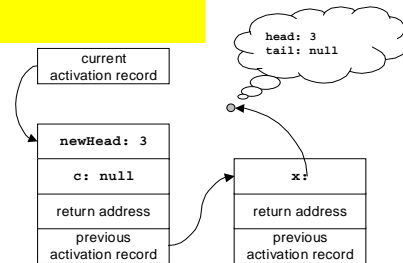 head: 3
tail: null
current
activation record
newHead: 3
c: null
return address
previous
activation record
x:
return address
previous
activation record